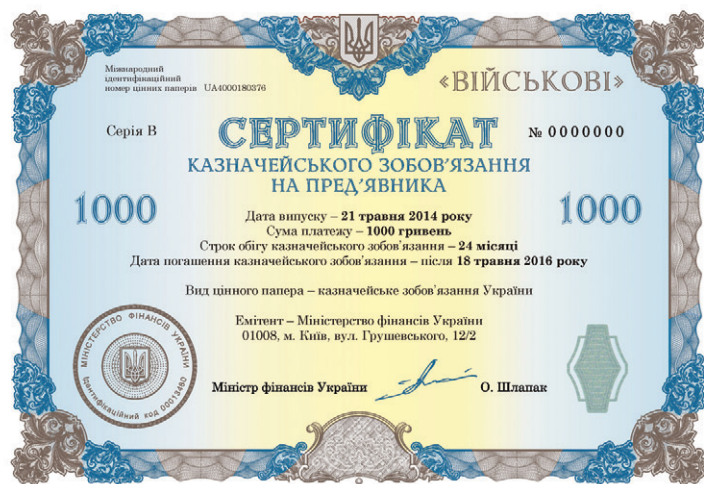 Міжнародний
ідентифікаційний
номер цінних паперів UA4000180376
«ВІЙСЬКОВІ»
Серія В
СЕРТИФІКАТ
№ 0000000
КАЗНАЧЕЙСЬКОГО ЗОБОВ'ЯЗАННЯ
НА ПРЕД'ЯВНИКА
1000
1000
Дата випуску – 21 травня 2014 року
Сума платежу – 1000 гривень
Строк обігу казначейського зобов'язання – 24 місяці
Дата погашення казначейського зобов'язання – після 18 травня 2016 року
Вид цінного папера – казначейське зобов'язання України
Емітент – Міністерство фінансів України
01008, м. Київ, вул. Грушевського, 12/2
МІНІСТЕРСТВО ФІНАНСІВ УКРАЇНИ
Ідентифікаційний код 00013480
Міністр фінансів України
О. Шлапак